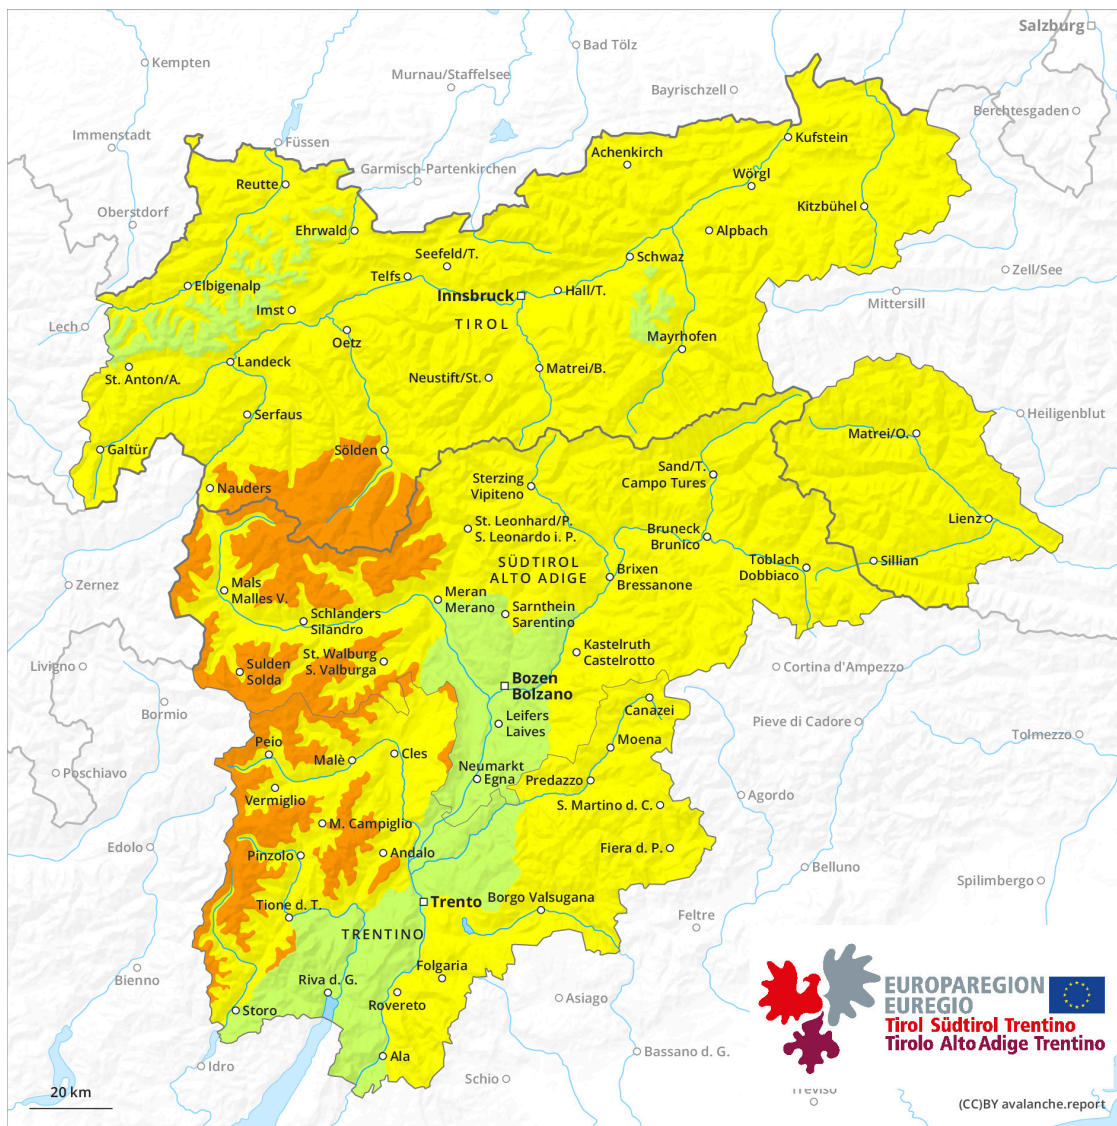 Salzburg
Bad Tölz
Kempten
Murnau/Staffelsee
Bayrischzell
Berchtesgaden
Immenstadt
Füssen
Kufstein
Achenkirch
Garmisch-Partenkirchen
Wörgl
Reutte
Kitzbühel
Oberstdorf
Ehrwald
Alpbach
Seefeld/T.
Schwaz
Zell/See
Telfs
Elbigenalp
Innsbruck
Hall/T.
Mittersill
Imst
TIROL
Lech
Oetz
Mayrhofen
Landeck
Matrei/B.
St. Anton/A.
Neustift/St.
Serfaus
Heiligenblut
Matrei/O.
Galtür
Sölden
Sand/T.
Campo Tures
Sterzing
Vipiteno
Nauders
Lienz
St. Leonhard/P.
S. Leonardo i. P.
Bruneck
Brunico
SÜDTIROL
ALTO ADIGE
Toblach
Dobbiaco
Sillian
Brixen
Bressanone
Zernez
Mals
Malles V.
Meran
Merano
Sarnthein
Sarentino
Schlanders
Silandro
Kastelruth
Castelrotto
St. Walburg
S. Valburga
Livigno
Sulden
Solda
Cortina d'Ampezzo
Bozen
Bolzano
Bormio
Canazei
Leifers
Laives
Pieve di Cadore
Tolmezzo
Moena
Peio
Cles
Malè
Poschiavo
Neumarkt
Egna
Predazzo
Vermiglio
Agordo
S. Martino d. C.
M. Campiglio
Edolo
Fiera d. P.
Pinzolo
Andalo
Belluno
Spilimbergo
Trento
Borgo Valsugana
Tione d. T.
Feltre
TRENTINO
Folgaria
Bienno
Riva d. G.
Rovereto
Asiago
Storo
EUROPAREGION
EUREGIO
Tirol Südtirol Trentino
Tirolo Alto Adige Trentino
Ala
Bassano d. G.
Idro
Schio
Treviso
20 km
(CC)BY avalanche.report